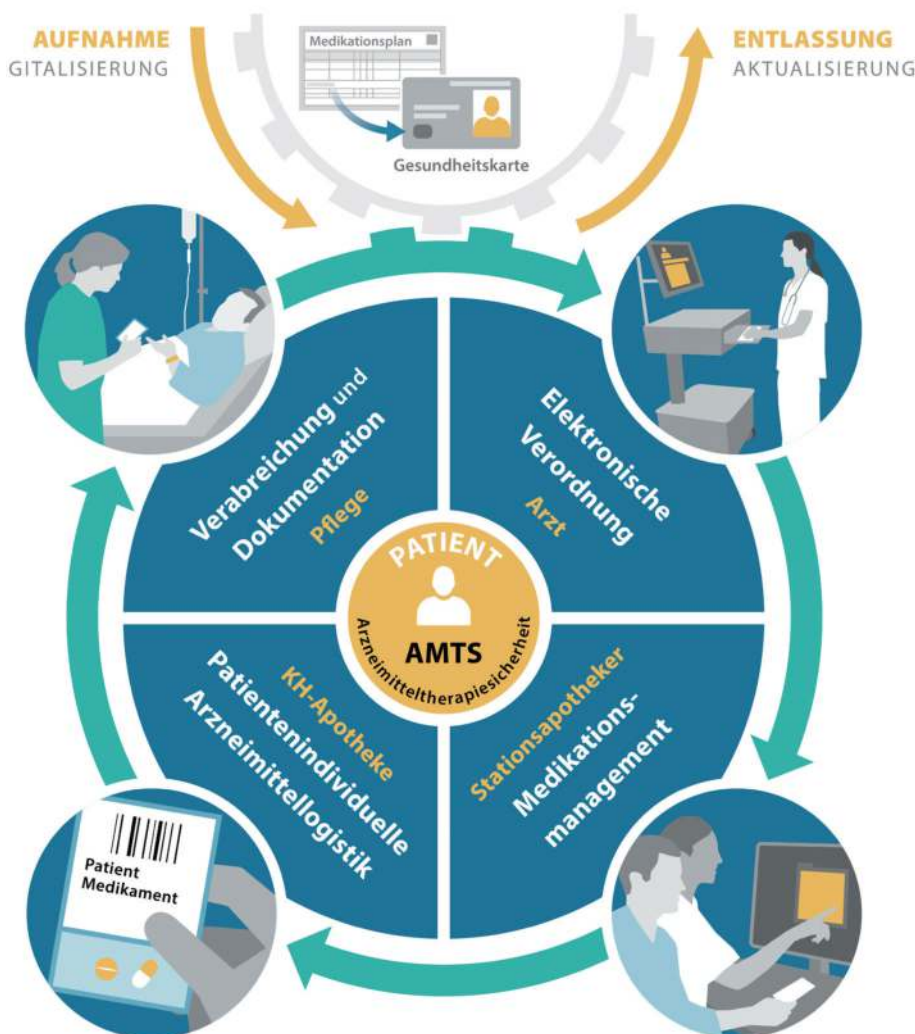 AUFNAHME
GITALISIERUNG
Medikationsplan
Gesundheitskarte
ENTLASSUNG
AKTUALISIERUNG
Verabreichung und
Dokumentation
Pflege
Elektronische
Verordnung
Arzt
PATIENT
AMTS
Arzneimitteltherapiesicherheit
KH-Apotheke
Patientenindividuelle
Arzneimittellogistik
Stationsapotheker
Medikations-
management
Patient
Medikament